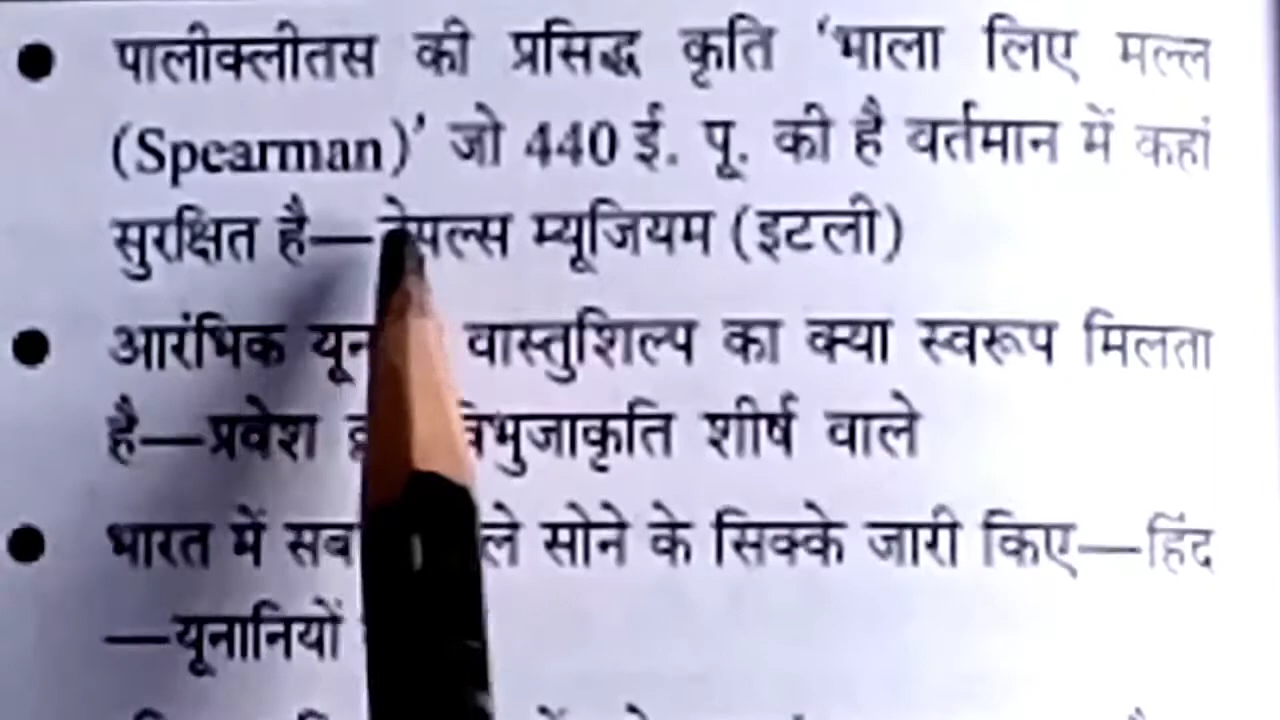 ● पालीक्लीतस की प्रसिद्ध कृति ‘भाला लिए मल्ल
(Spearman)’ जो 440 ई. पू. की है वर्तमान में कहां
सुरक्षित है— म्यूजियम (इटली)
● आरंभिक वास्तुशिल्प का क्या स्वरूप मिलता
है—प्रवेश शीर्ष वाले
● भारत में सोने के सिक्के जारी किए—हिंद
—यूनानियों